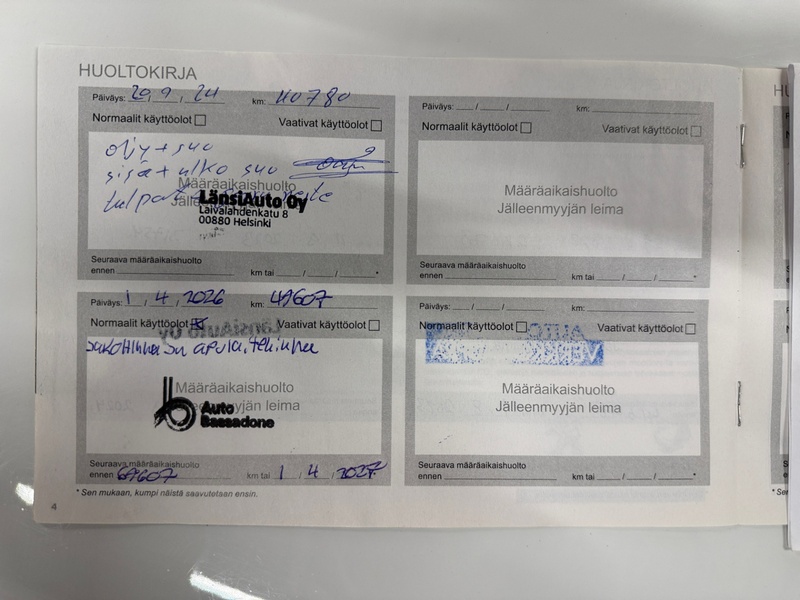 HUOLTOKIRJA
Päiväys: 20, 9, 24 km: 40780
Normaalit käyttöolot Vaativat käyttöolot
öljy + suo
sisä + ulko suo
Määräaikaishuolto
LänsiAuto Oy
Laivalahdenkatu 8
00880 Helsinki
Seuraava määräaikaishuolto
ennen km tai / / *
Päiväys: / / km:
Normaalit käyttöolot Vaativat käyttöolot
Määräaikaishuolto
Jälleenmyyjän leima
Seuraava määräaikaishuolto
ennen km tai / / *
Päiväys: 1, 4, 2026 km: 49607
Normaalit käyttöolot Vaativat käyttöolot
Määräaikaishuolto
Auto
Bassadone
Seuraava määräaikaishuolto
ennen 69607 km tai 1 / 4 / 2027
Päiväys: / / km:
Normaalit käyttöolot Vaativat käyttöolot
Määräaikaishuolto
Jälleenmyyjän leima
Seuraava määräaikaishuolto
ennen km tai / / *
* Sen mukaan, kumpi näistä saavutetaan ensin.
4